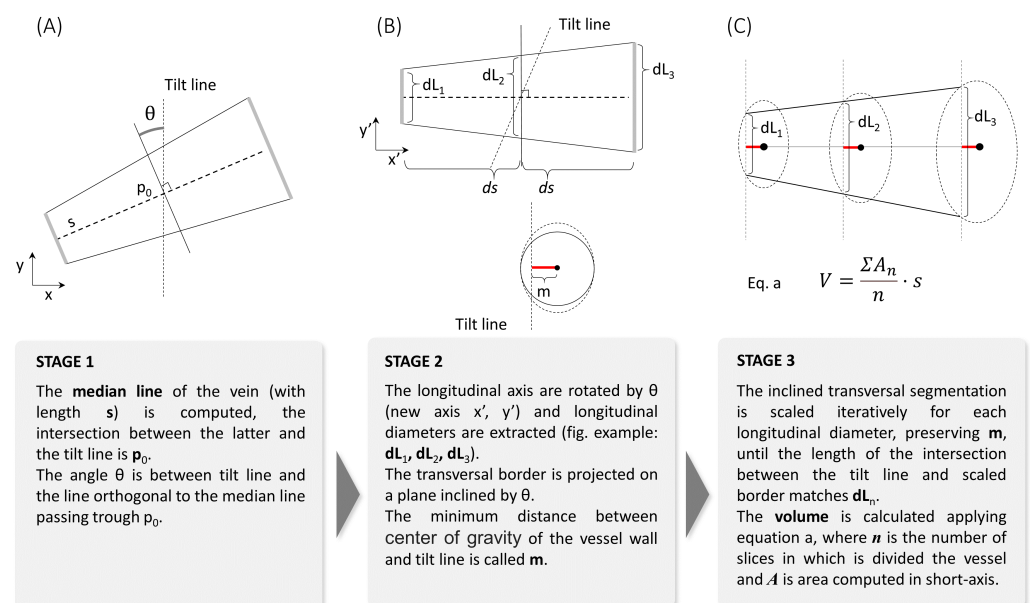 (A)
Tilt line
θ
p0
s
y
x
(B)
Tilt line
dL1
dL2
dL3
y'
x'
ds
ds
m
Tilt line
(C)
dL1
dL2
dL3
Eq. a
V = ΣAn / n · s
STAGE 1
The median line of the vein (with
length s) is computed, the
intersection between the latter and
the tilt line is p0.
The angle θ is between tilt line and
the line orthogonal to the median line
passing trough p0.
STAGE 2
The longitudinal axis are rotated by θ
(new axis x', y') and longitudinal
diameters are extracted (fig. example:
dL1, dL2, dL3).
The transversal border is projected on
a plane inclined by θ.
The minimum distance between
center of gravity of the vessel wall
and tilt line is called m.
STAGE 3
The inclined transversal segmentation
is scaled iteratively for each
longitudinal diameter, preserving m,
until the length of the intersection
between the tilt line and scaled
border matches dLn.
The volume is calculated applying
equation a, where n is the number of
slices in which is divided the vessel
and A is area computed in short-axis.